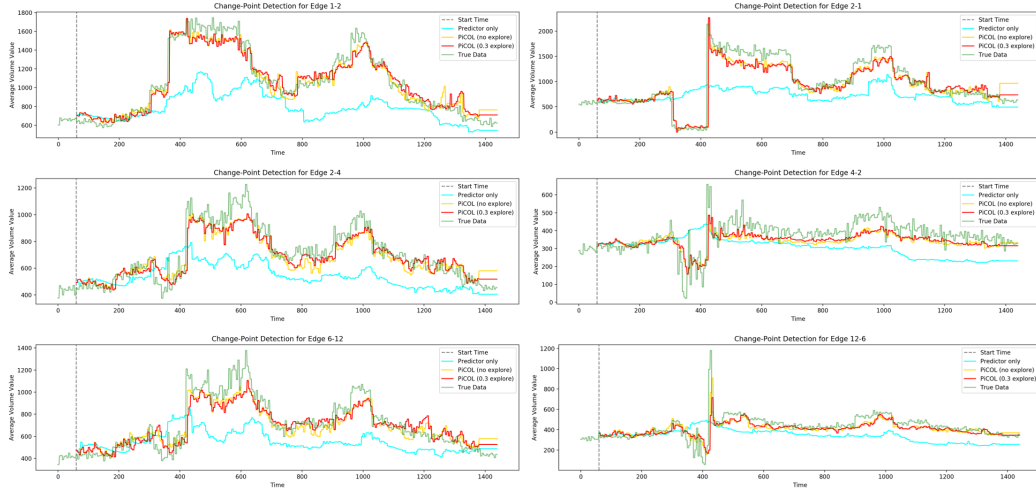 Change-Point Detection for Edge 1-2
1800
1600
1400
1200
1000
800
600
Average Volume Value
0
200
400
600
800
1000
1200
1400
Time
Start Time
Predictor only
PiCOL (no explore)
PiCOL (0.3 explore)
True Data
Change-Point Detection for Edge 2-1
2000
1500
1000
500
0
Average Volume Value
0
200
400
600
800
1000
1200
1400
Time
Start Time
Predictor only
PiCOL (no explore)
PiCOL (0.3 explore)
True Data
Change-Point Detection for Edge 2-4
1200
1000
800
600
400
Average Volume Value
0
200
400
600
800
1000
1200
1400
Time
Start Time
Predictor only
PiCOL (no explore)
PiCOL (0.3 explore)
True Data
Change-Point Detection for Edge 4-2
600
500
400
300
200
100
0
Average Volume Value
0
200
400
600
800
1000
1200
1400
Time
Start Time
Predictor only
PiCOL (no explore)
PiCOL (0.3 explore)
True Data
Change-Point Detection for Edge 6-12
1400
1200
1000
800
600
400
Average Volume Value
0
200
400
600
800
1000
1200
1400
Time
Start Time
Predictor only
PiCOL (no explore)
PiCOL (0.3 explore)
True Data
Change-Point Detection for Edge 12-6
1200
1000
800
600
400
200
Average Volume Value
0
200
400
600
800
1000
1200
1400
Time
Start Time
Predictor only
PiCOL (no explore)
PiCOL (0.3 explore)
True Data